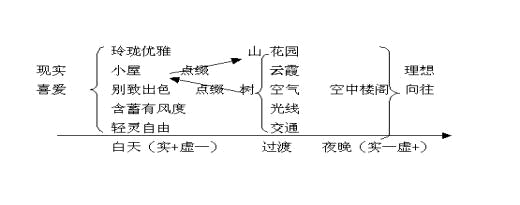 玲珑优雅 山 花园
现实 小屋 点缀 云霞 理想
喜爱 别致出色 点缀 树 空气 空中楼阁 向往
含蓄有风度 光线
轻灵自由 交通
白天（实+虚—） 过渡 夜晚（实—虚+）